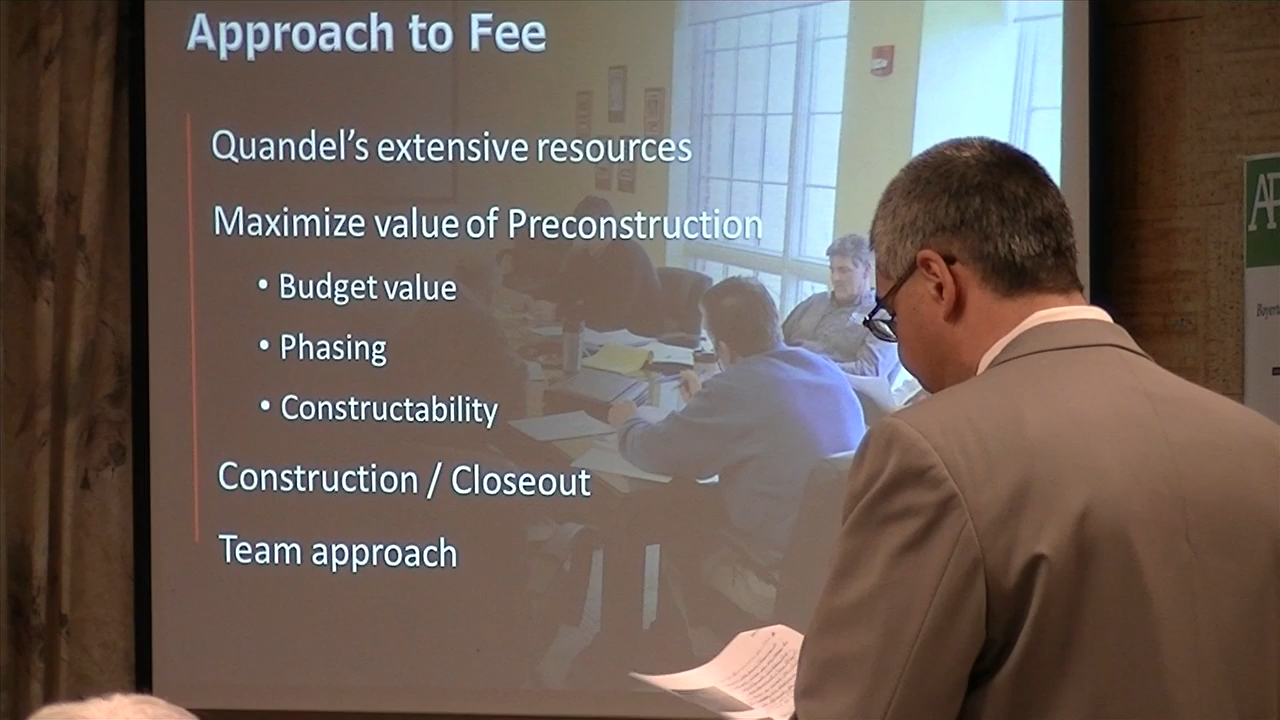 Approach to Fee
Quandel's extensive resources
Maximize value of Preconstruction
• Budget value
• Phasing
• Constructability
Construction / Closeout
Team approach